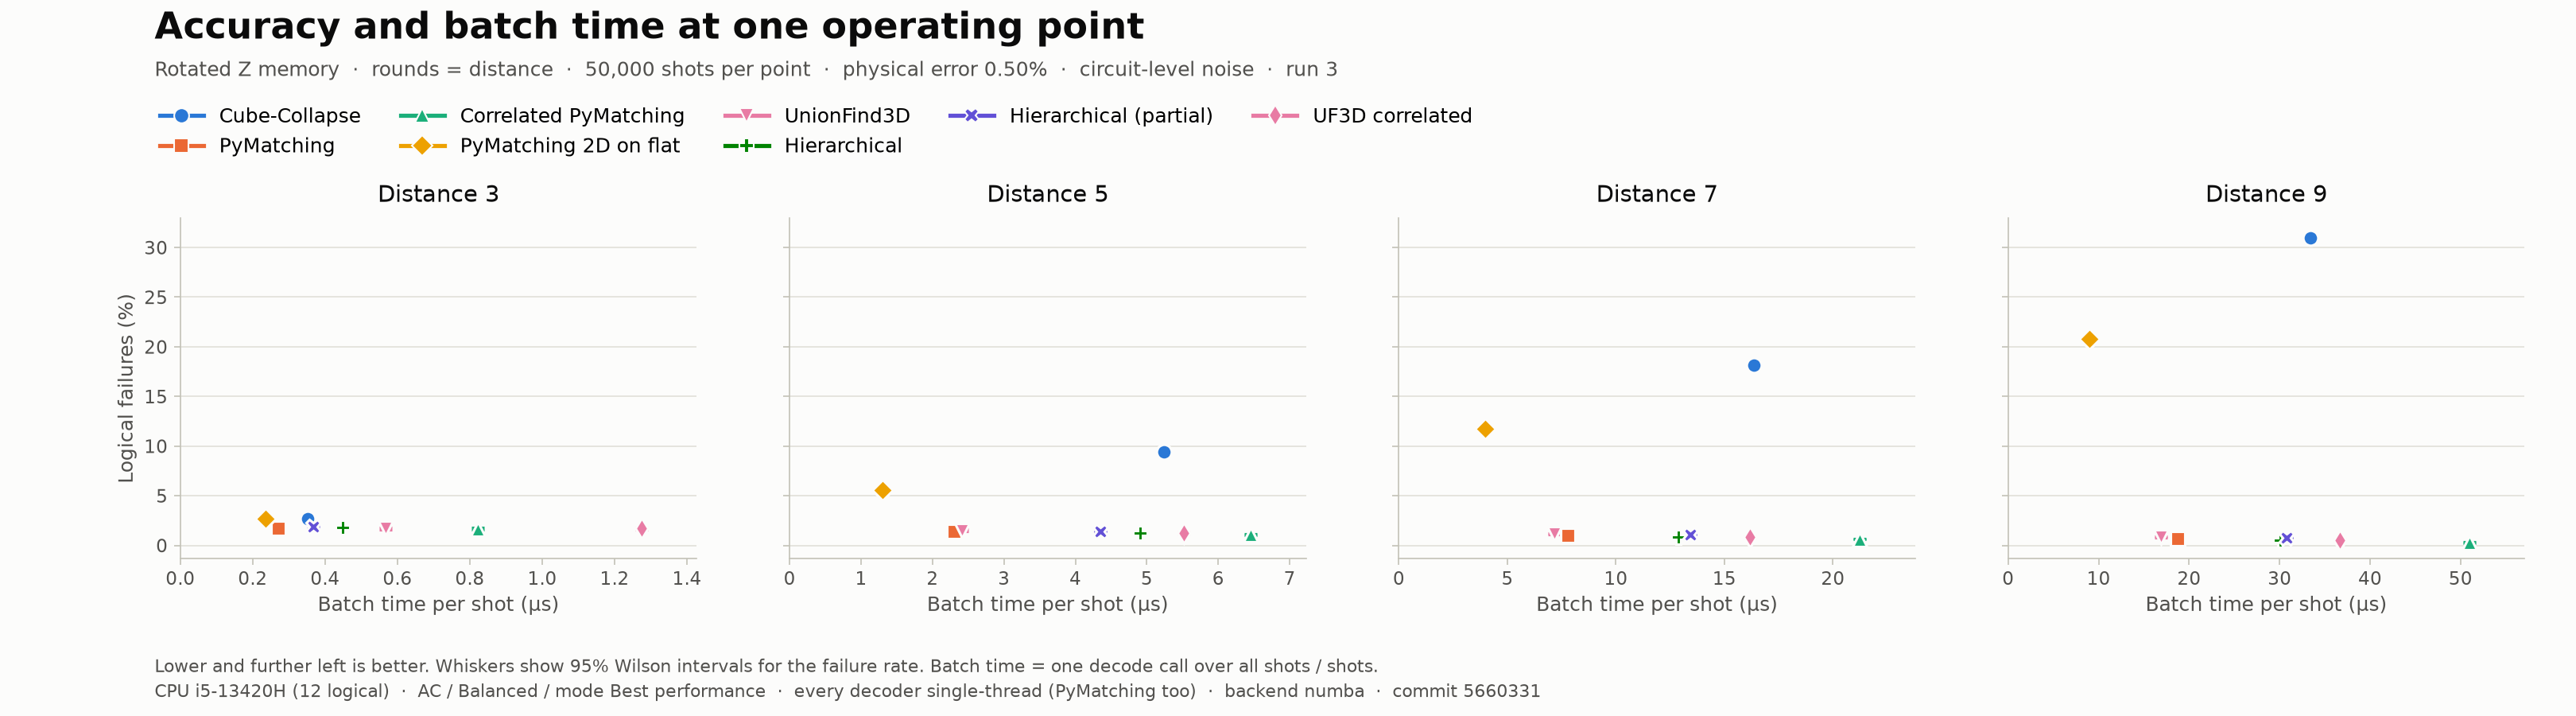 Accuracy and batch time at one operating point
Rotated Z memory · rounds = distance · 50,000 shots per point · physical error 0.50% · circuit-level noise · run 3
Cube-Collapse
Correlated PyMatching
UnionFind3D
Hierarchical (partial)
UF3D correlated
PyMatching
PyMatching 2D on flat
Hierarchical
Distance 3
Distance 5
Distance 7
Distance 9
Logical failures (%)
30
25
20
15
10
5
0
0.0 0.2 0.4 0.6 0.8 1.0 1.2 1.4
0 1 2 3 4 5 6 7
0 5 10 15 20
0 10 20 30 40 50
Batch time per shot (µs)
Batch time per shot (µs)
Batch time per shot (µs)
Batch time per shot (µs)
Lower and further left is better. Whiskers show 95% Wilson intervals for the failure rate. Batch time = one decode call over all shots / shots.
CPU i5-13420H (12 logical) · AC / Balanced / mode Best performance · every decoder single-thread (PyMatching too) · backend numba · commit 5660331